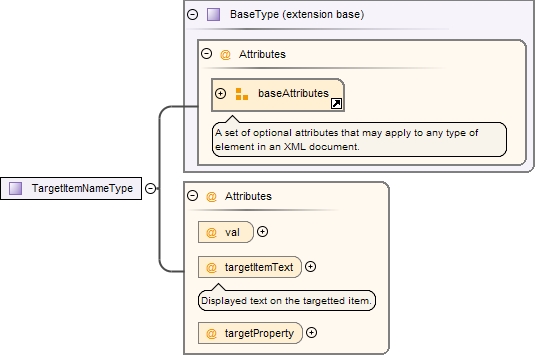 BaseType (extension base)
@ Attributes
baseAttributes
A set of optional attributes that may apply to any type of
element in an XML document.
TargetItemNameType
@ Attributes
@ val
@ targetItemText
Displayed text on the targetted item.
@ targetProperty